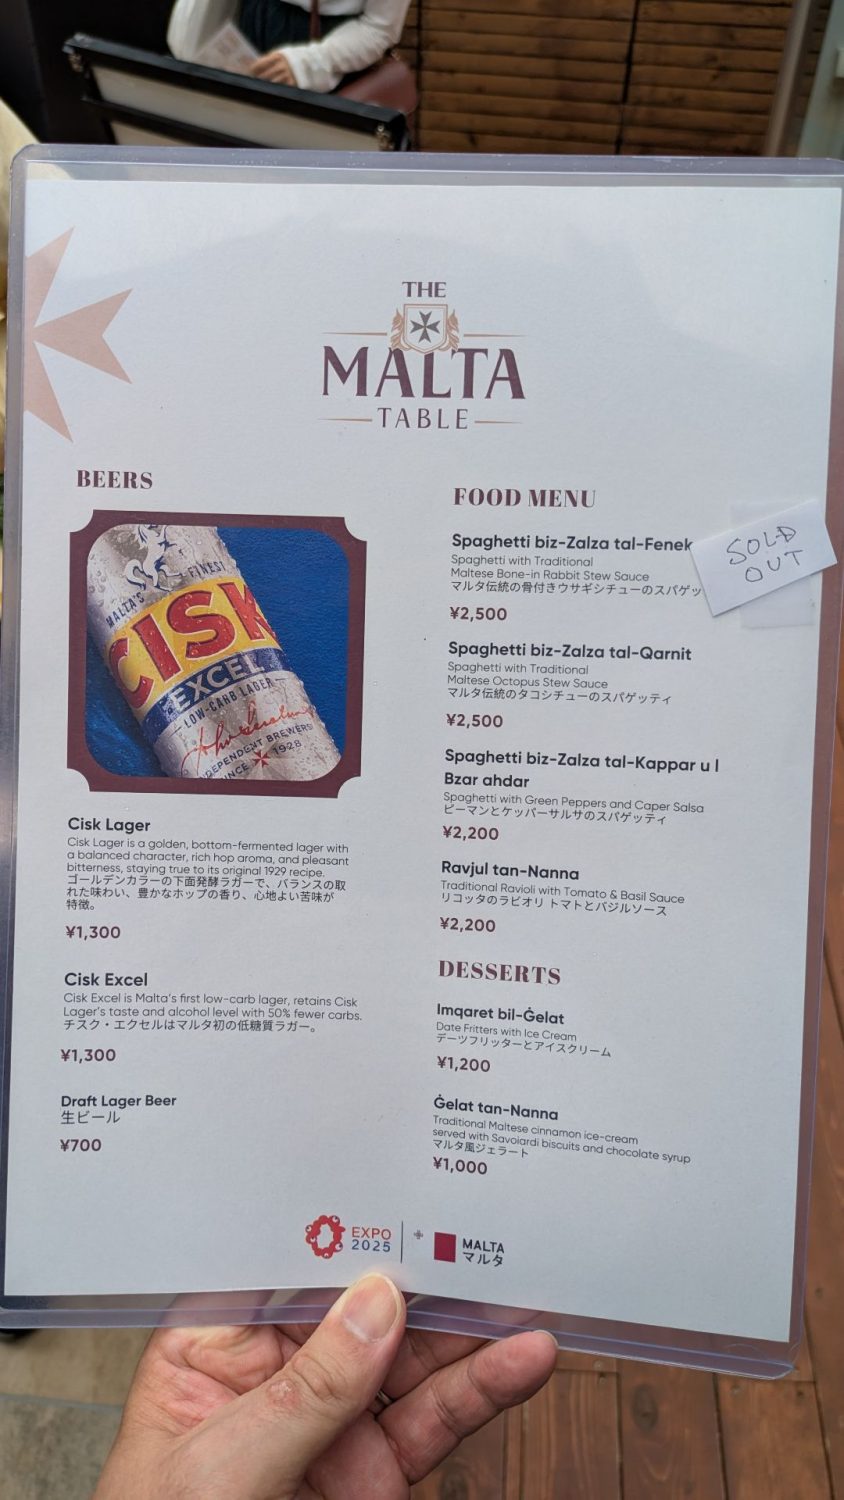 THE
MALTA
TABLE
BEERS
MALTA'S FINEST
CISK
EXCEL
LOW-CARB LAGER
DEPENDENT BREWERS
SINCE 1928
Cisk Lager
Cisk Lager is a golden, bottom-fermented lager with
a balanced character, rich hop aroma, and pleasant
bitterness, staying true to its original 1929 recipe.
ゴールデンカラーの下面発酵ラガーで、バランスの取
れた味わい、豊かなホップの香り、心地よい苦味が
特徴。
¥1,300
Cisk Excel
Cisk Excel is Malta's first low-carb lager, retains Cisk
Lager's taste and alcohol level with 50% fewer carbs.
チスク・エクセルはマルタ初の低糖質ラガー。
¥1,300
Draft Lager Beer
生ビール
¥700
FOOD MENU
Spaghetti biz-Zalza tal-Fenek
SOLD
OUT
Spaghetti with Traditional
Maltese Bone-in Rabbit Stew Sauce
マルタ伝統の骨付きウサギシチューのスパゲッ
¥2,500
Spaghetti biz-Zalza tal-Qarnit
Spaghetti with Traditional
Maltese Octopus Stew Sauce
マルタ伝統のタコシチューのスパゲッティ
¥2,500
Spaghetti biz-Zalza tal-Kappar u l
Bzar ahdar
Spaghetti with Green Peppers and Caper Salsa
ピーマンとケッパーサルサのスパゲッティ
¥2,200
Ravjul tan-Nanna
Traditional Ravioli with Tomato & Basil Sauce
リコッタのラビオリ トマトとバジルソース
¥2,200
DESSERTS
Imqaret bil-Ġelat
Date Fritters with Ice Cream
デーツフリッターとアイスクリーム
¥1,200
Ġelat tan-Nanna
Traditional Maltese cinnamon ice-cream
served with Savoiardi biscuits and chocolate syrup
マルタ風ジェラート
¥1,000
EXPO
2025
MALTA
マルタ